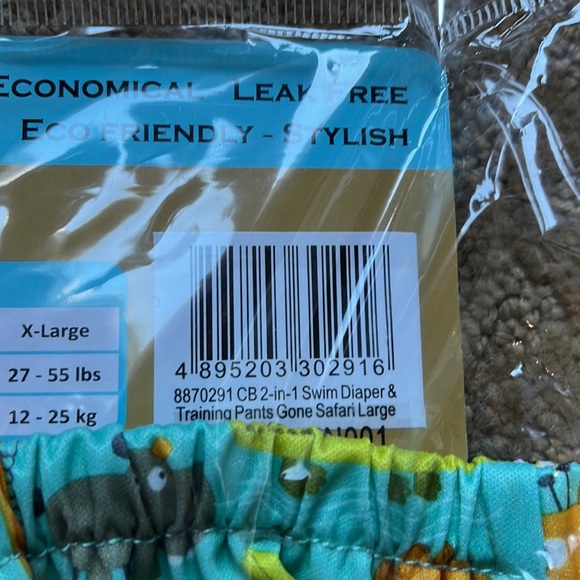 ECONOMICAL - LEAK FREE
ECO FRIENDLY - STYLISH
X-Large
27 - 55 lbs
12 - 25 kg
4 895203 302916
8870291 CB 2-in-1 Swim Diaper &
Training Pants Gone Safari Large
N001